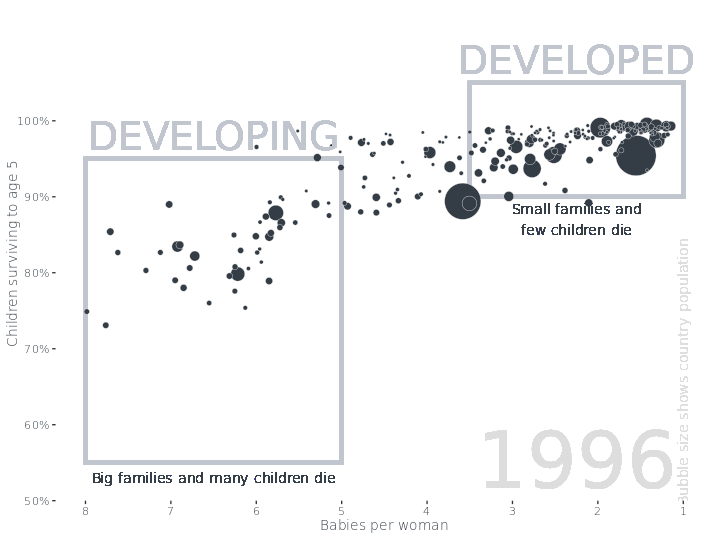 DEVELOPED
DEVELOPING
100%
90%
80%
70%
60%
50%
Children surviving to age 5
Small families and
few children die
Big families and many children die
1996
Bubble size shows country population
8 7 6 5 4 3 2 1
Babies per woman